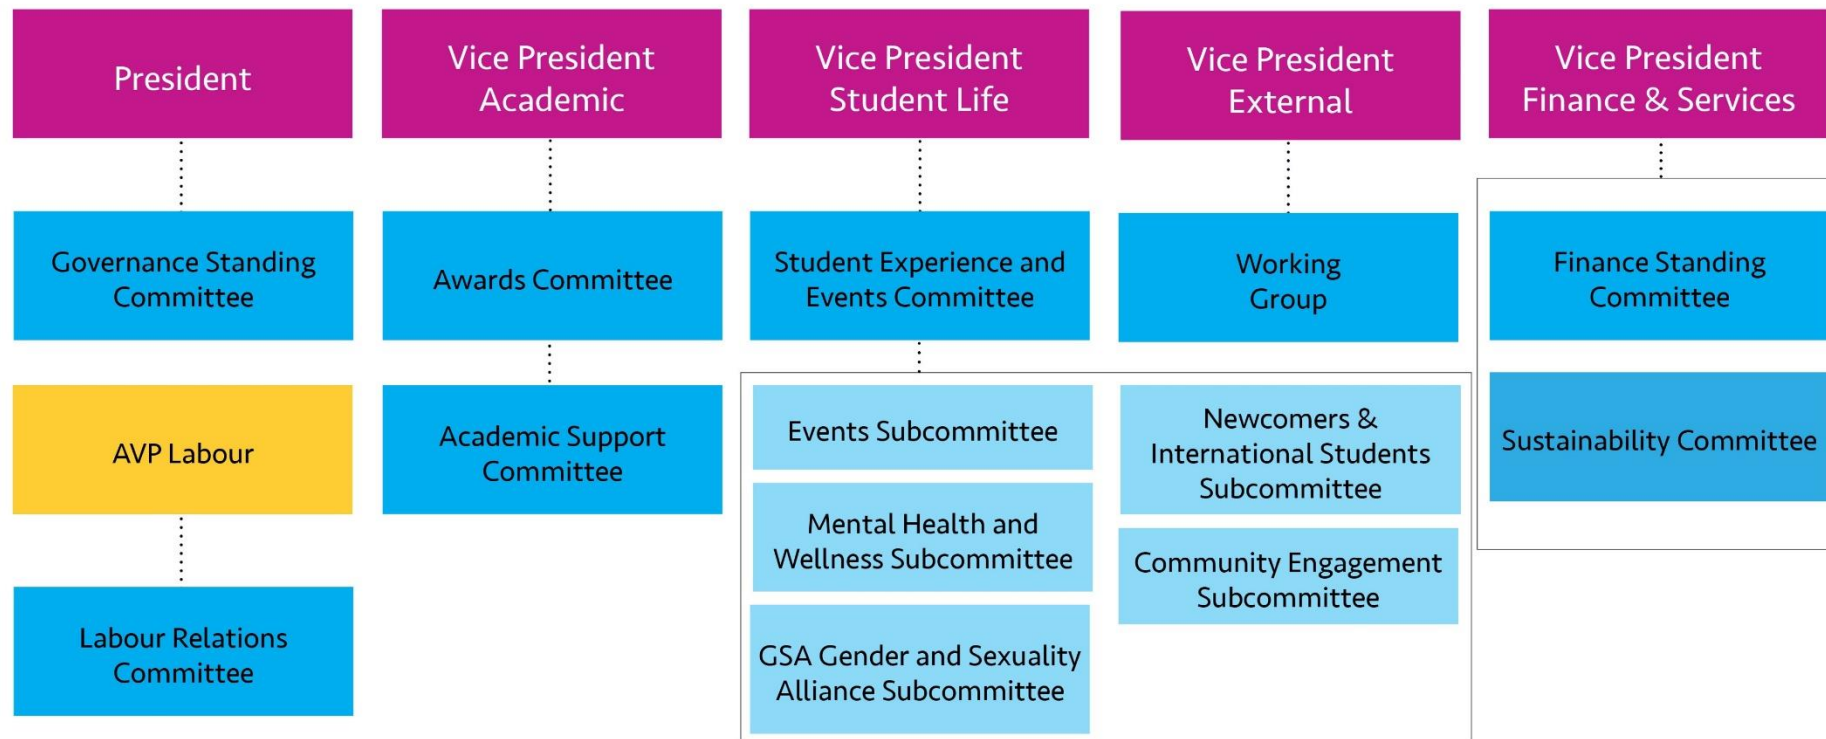 President
Vice President
Academic
Vice President
Student Life
Vice President
External
Vice President
Finance & Services
Governance Standing
Committee
Awards Committee
Student Experience and
Events Committee
Working
Group
Finance Standing
Committee
AVP Labour
Academic Support
Committee
Events Subcommittee
Newcomers &
International Students
Subcommittee
Sustainability Committee
Mental Health and
Wellness Subcommittee
Community Engagement
Subcommittee
Labour Relations
Committee
GSA Gender and Sexuality
Alliance Subcommittee